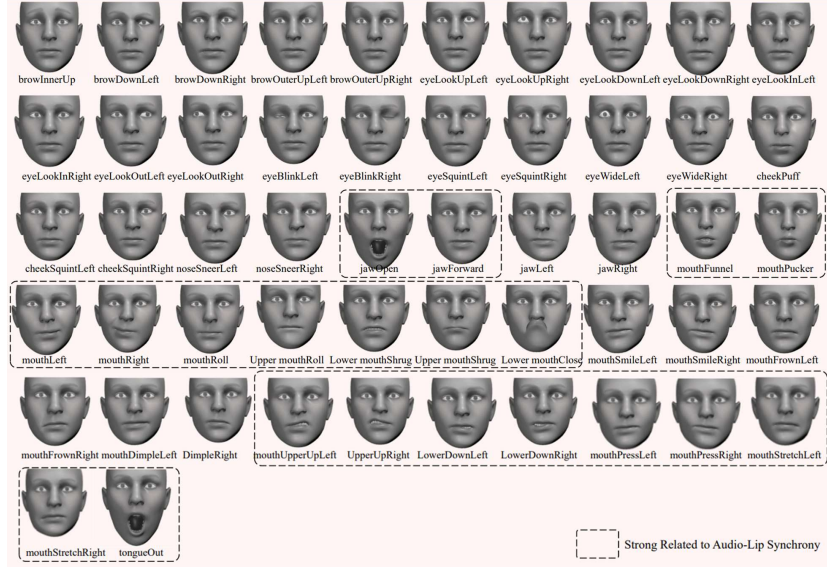 browInnerUp browDownLeft browDownRight browOuterUpLeft browOuterUpRight eyeLookUpLeft eyeLookUpRight eyeLookDownLeft eyeLookDownRight eyeLookInLeft
eyeLookInRight eyeLookOutLeft eyeLookOutRight eyeBlinkLeft eyeBlinkRight eyeSquintLeft eyeSquintRight eyeWideLeft eyeWideRight cheekPuff
cheekSquintLeft cheekSquintRight noseSneerLeft noseSneerRight jawOpen jawForward jawLeft jawRight mouthFunnel mouthPucker
mouthLeft mouthRight mouthRoll Upper mouthRoll Lower mouthShrug Upper mouthShrug Lower mouthClose mouthSmileLeft mouthSmileRight mouthFrownLeft
mouthFrownRight mouthDimpleLeft DimpleRight mouthUpperUpLeft UpperUpRight LowerDownLeft LowerDownRight mouthPressLeft mouthPressRight mouthStretchLeft
mouthStretchRight tongueOut
Strong Related to Audio-Lip Synchrony